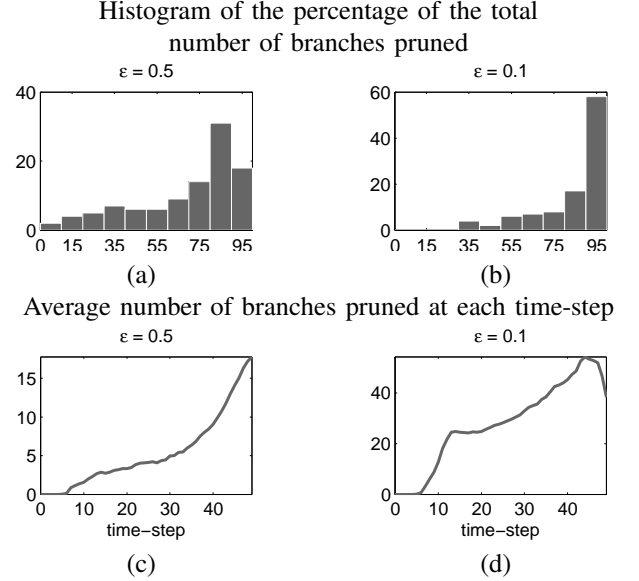 Histogram of the percentage of the total
number of branches pruned
ε = 0.5
ε = 0.1
40
20
0
0 15 35 55 75 95
60
40
20
0
0 15 35 55 75 95
(a)
(b)
Average number of branches pruned at each time-step
ε = 0.5
ε = 0.1
15
10
5
0
0 10 20 30 40
time-step
40
20
0
0 10 20 30 40
time-step
(c)
(d)